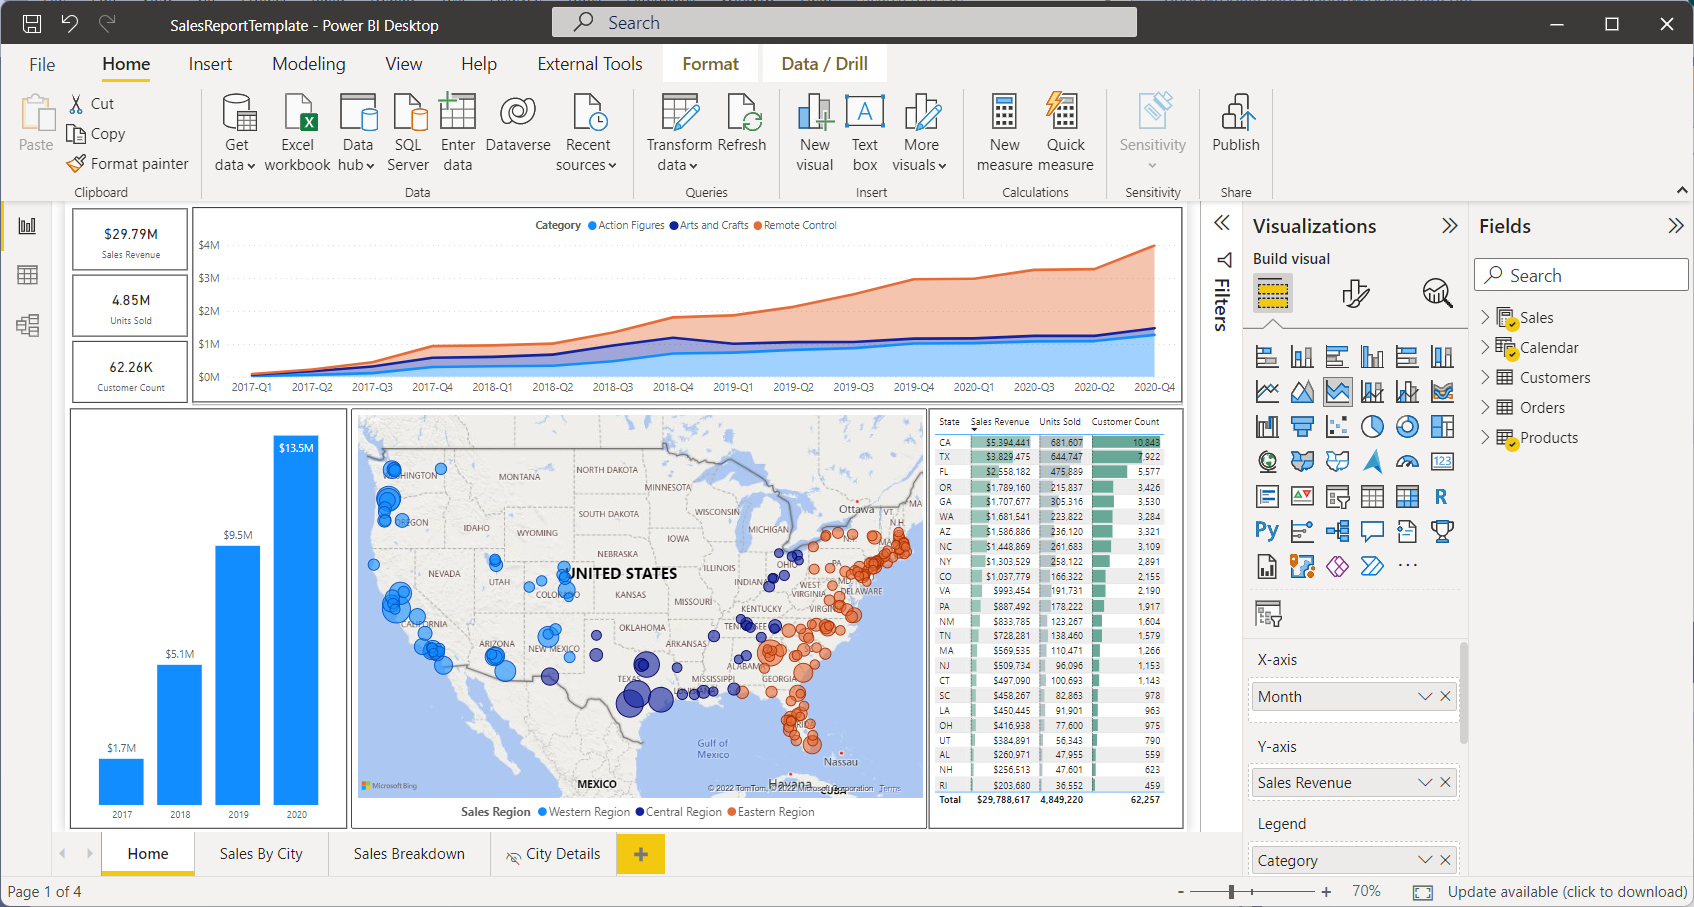 SalesReportTemplate - Power BI Desktop
Search
File Home Insert Modeling View Help External Tools Format Data / Drill
Paste
Cut
Copy
Format painter
Clipboard
Get data
Excel workbook
Data hub
SQL Server
Enter data
Dataverse
Recent sources
Data
Transform data
Refresh
Queries
New visual
Text box
More visuals
Insert
New measure
Quick measure
Calculations
Sensitivity
Sensitivity
Publish
Share
$29.79M
Sales Revenue
4.85M
Units Sold
62.26K
Customer Count
Category Action Figures Arts and Crafts Remote Control
$4M
$3M
$2M
$1M
$0M
2017-Q1 2017-Q2 2017-Q3 2017-Q4 2018-Q1 2018-Q2 2018-Q3 2018-Q4 2019-Q1 2019-Q2 2019-Q3 2019-Q4 2020-Q1 2020-Q3 2020-Q2 2020-Q4
$13.5M
$9.5M
$5.1M
$1.7M
2017 2018 2019 2020
MONTANA
NORTH DAKOTA
MINNESOTA
SOUTH DAKOTA
WISCONSIN
MICHIGAN
Ottawa
VT.
N.H.
MA
IDAHO
WYOMING
IOWA
NEBRASKA
NEVADA
UTAH
UNITED STATES
ILLINOIS
INDIANA
OHIO
PA.
MD.
DELAWARE
WEST VIRGINIA
KANSAS
MISSOURI
KENTUCKY
CALIFORNIA
ARIZONA
NEW MEXICO
OKLAHOMA
ARKANSAS
MISSISSIPPI
ALABAMA
GEORGIA
TEXAS
Gulf of Mexico
MEXICO
Nassau
Havana
CUBA
Microsoft Bing
© 2022 TomTom, © 2022 Microsoft Corporation Terms
Sales Region Western Region Central Region Eastern Region
State Sales Revenue Units Sold Customer Count
CA $5,394,441 681,607 10,843
TX $3,829,475 644,747 7,922
FL $2,558,182 475,889 5,577
OR $1,789,160 215,837 3,426
GA $1,707,677 305,316 3,530
WA $1,681,541 223,822 3,284
AZ $1,586,886 236,120 3,321
NC $1,448,869 261,683 3,109
NY $1,303,529 258,122 2,891
CO $1,037,779 166,322 2,155
VA $993,454 191,731 2,190
PA $887,492 178,222 1,917
NM $833,785 123,267 1,604
TN $728,281 138,460 1,579
MA $569,535 110,471 1,266
NJ $509,734 96,096 1,153
CT $497,090 100,693 1,143
SC $458,267 82,863 978
LA $450,445 91,901 963
OH $416,938 77,600 975
UT $384,891 56,343 790
AL $260,971 47,955 559
NH $256,513 47,601 623
RI $203,680 36,552 459
Total $29,788,617 4,849,220 62,257
Filters
Visualizations
Build visual
123
R
Py
X-axis
Month
Y-axis
Sales Revenue
Legend
Category
Fields
Search
Sales
Calendar
Customers
Orders
Products
Home Sales By City Sales Breakdown City Details
Page 1 of 4
70%
Update available (click to download)